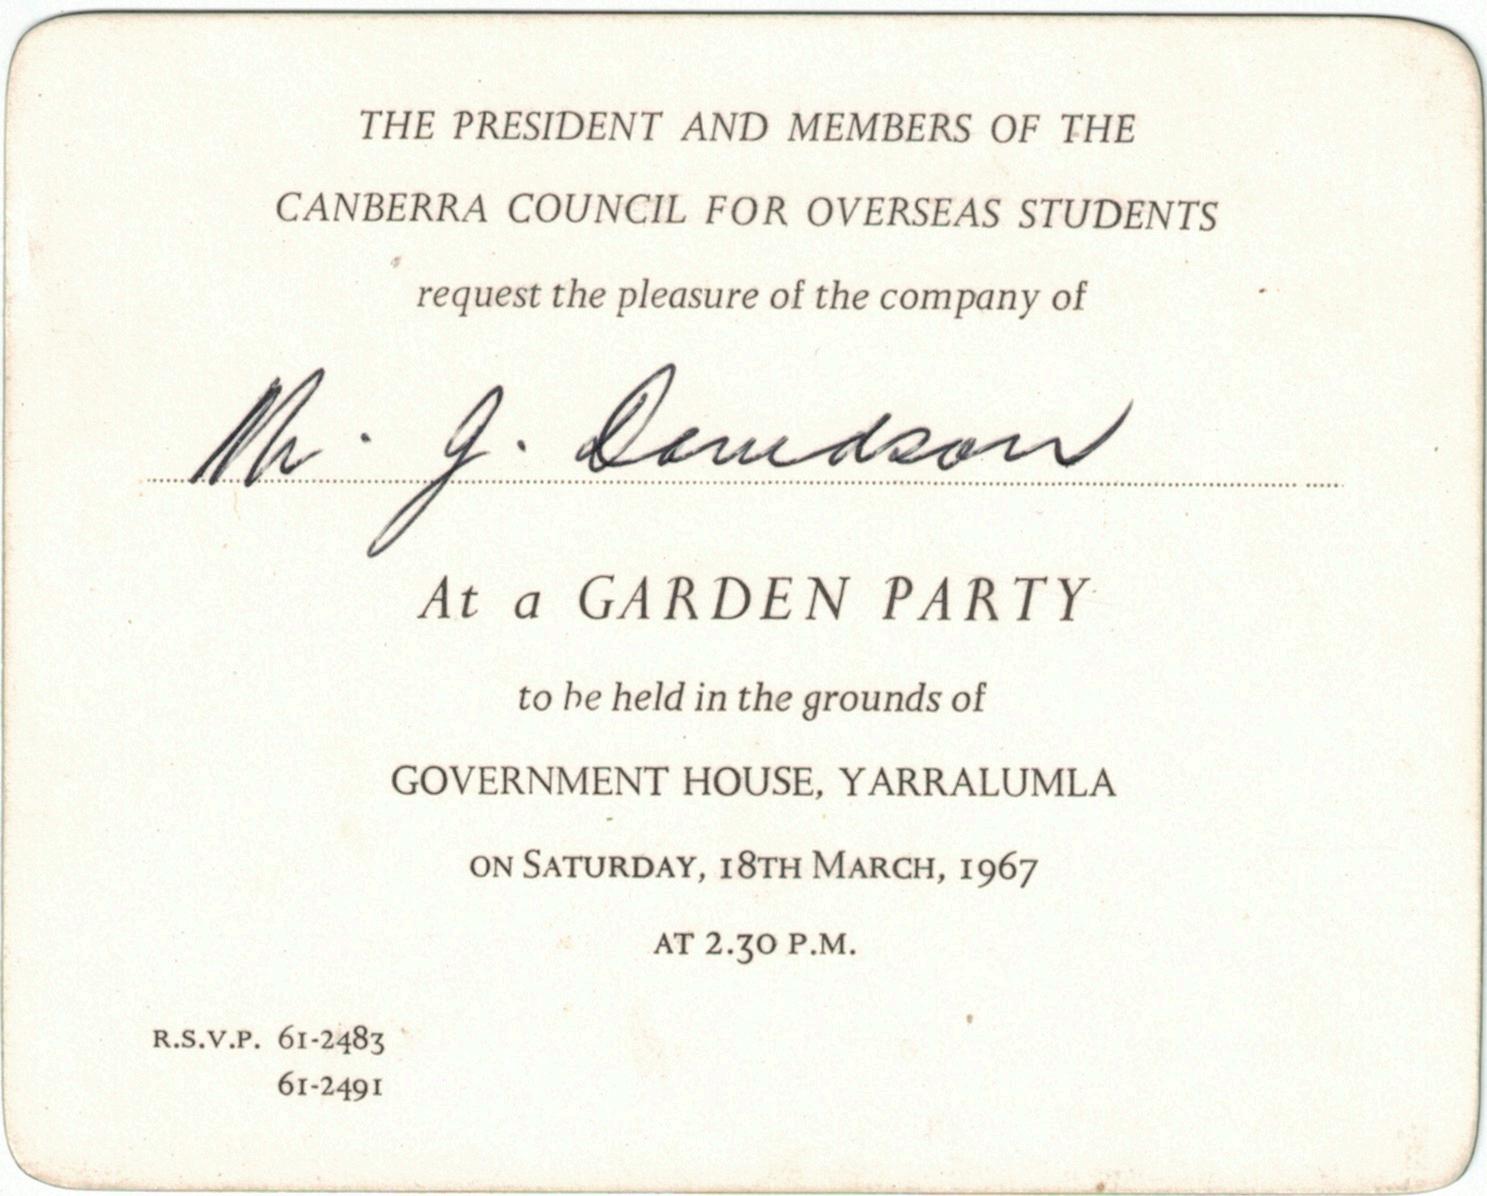 THE PRESIDENT AND MEMBERS OF THE
CANBERRA COUNCIL FOR OVERSEAS STUDENTS
request the pleasure of the company of
Mr. J. Davidson
At a GARDEN PARTY
to be held in the grounds of
GOVERNMENT HOUSE, YARRALUMLA
ON SATURDAY, 18TH MARCH, 1967
AT 2.30 P.M.
R.S.V.P. 61-2483
61-2491